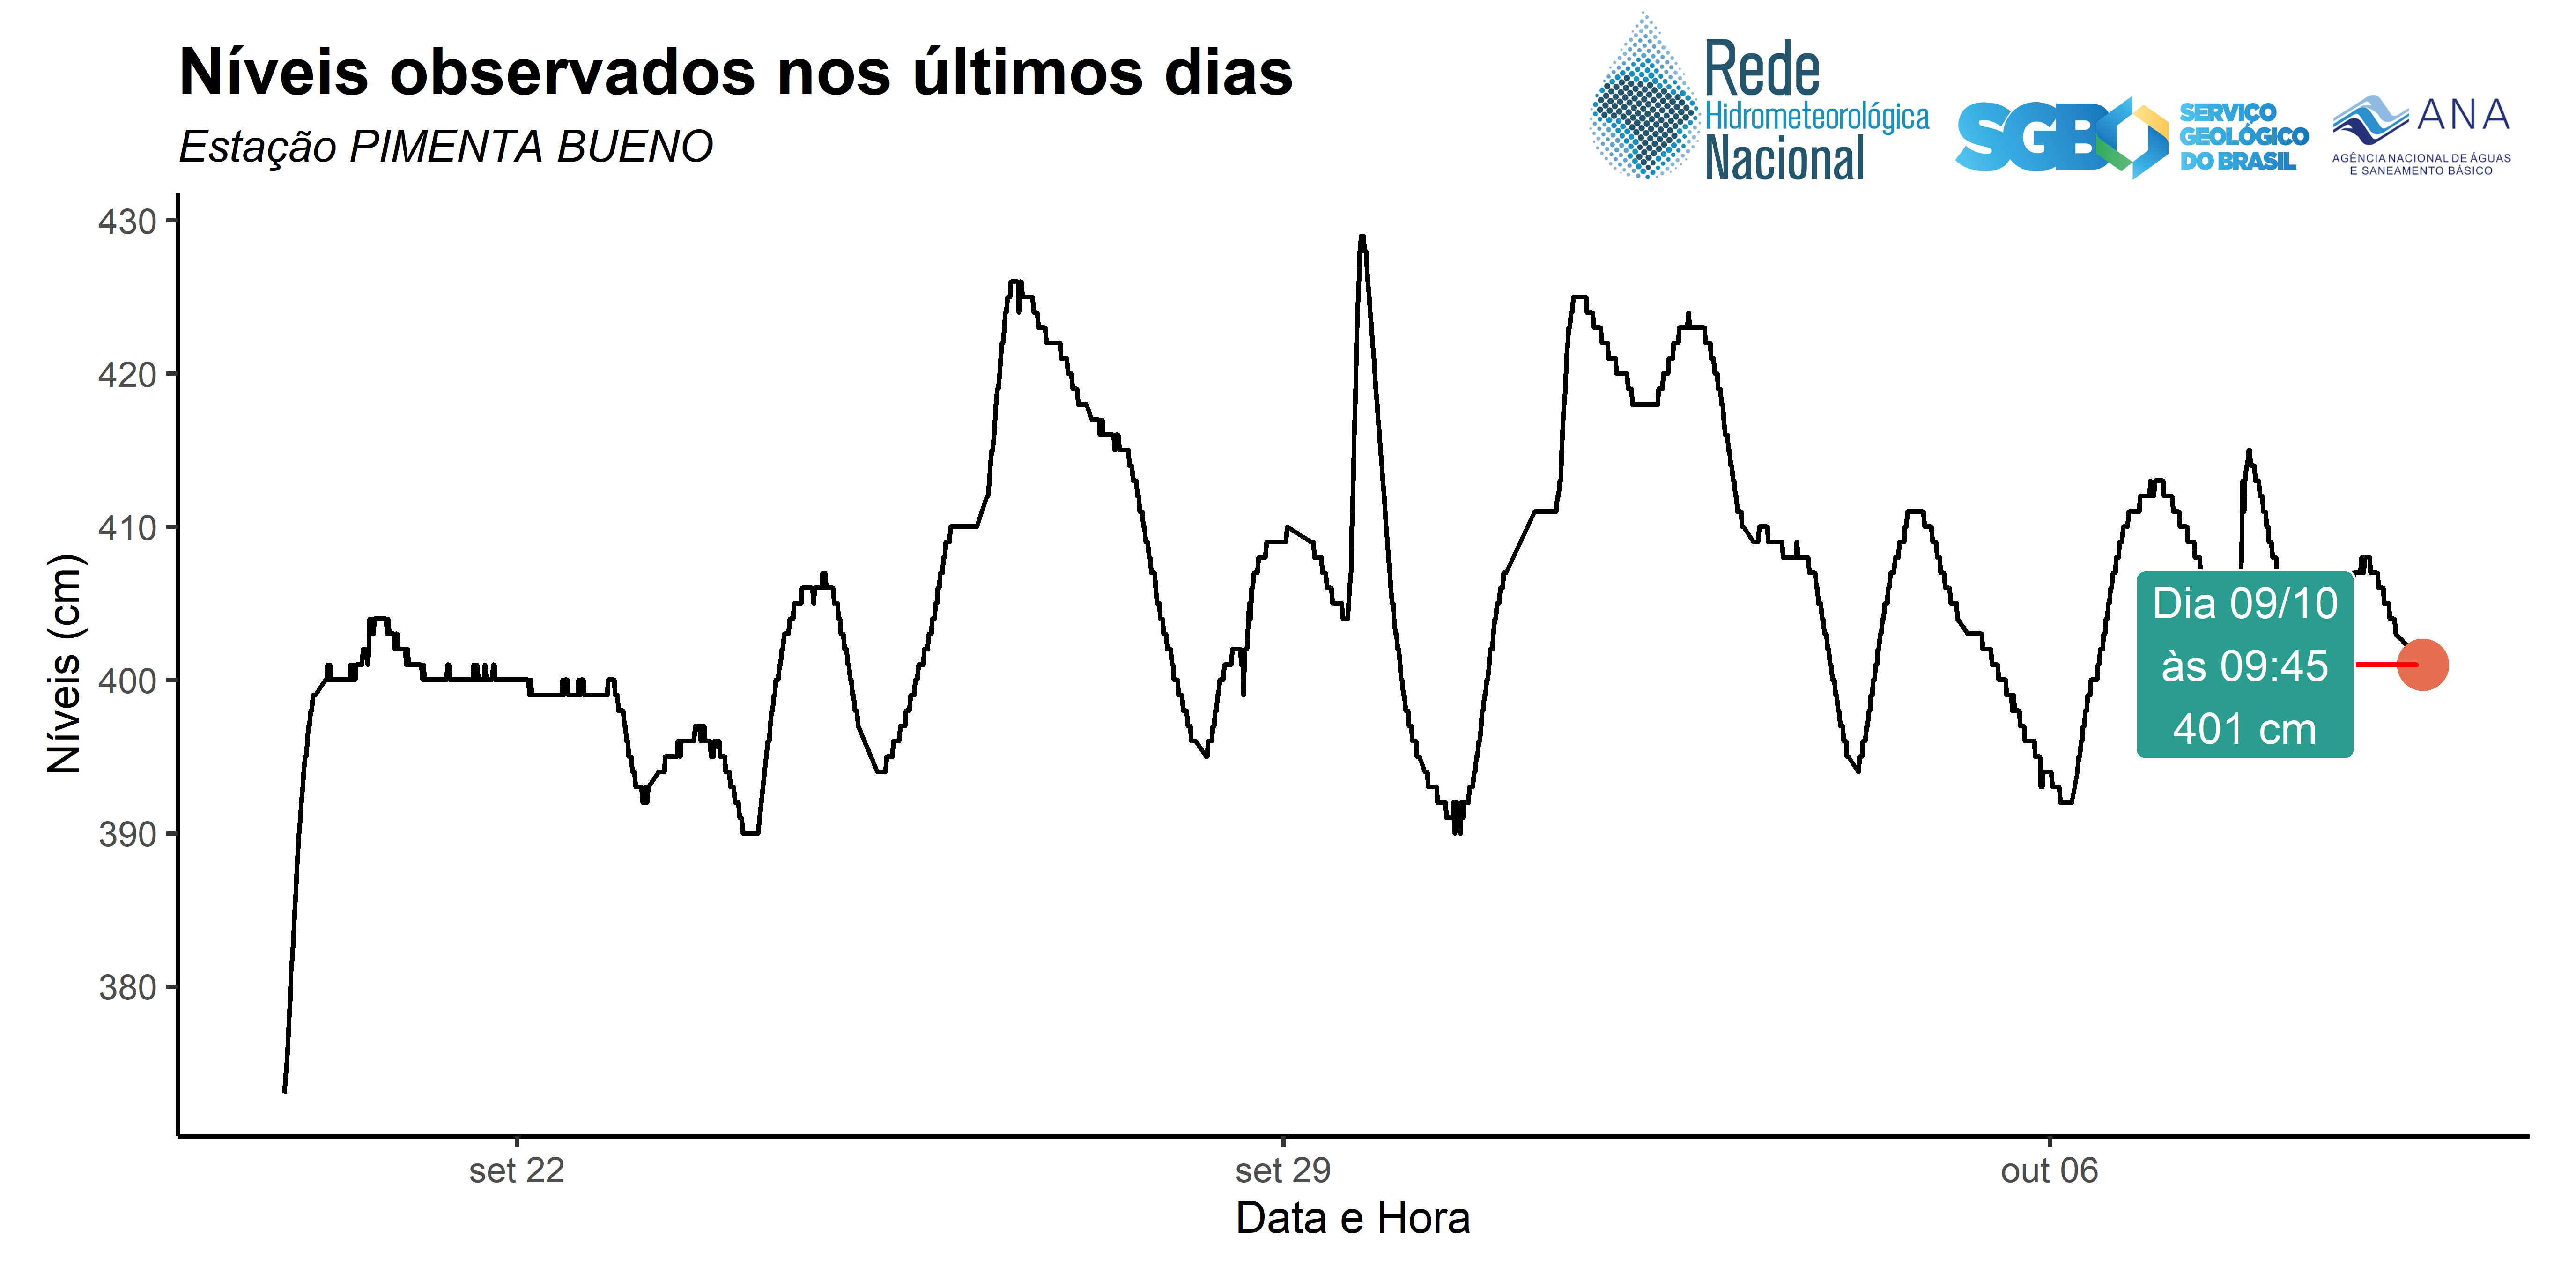 Níveis observados nos últimos dias
Estação PIMENTA BUENO
Rede
Hidrometeorológica
Nacional
SGB
SERVIÇO
GEOLÓGICO
DO BRASIL
ANA
AGÊNCIA NACIONAL DE ÁGUAS
E SANEAMENTO BÁSICO
Níveis (cm)
430
420
410
400
390
380
Dia 09/10
às 09:45
401 cm
set 22
set 29
out 06
Data e Hora